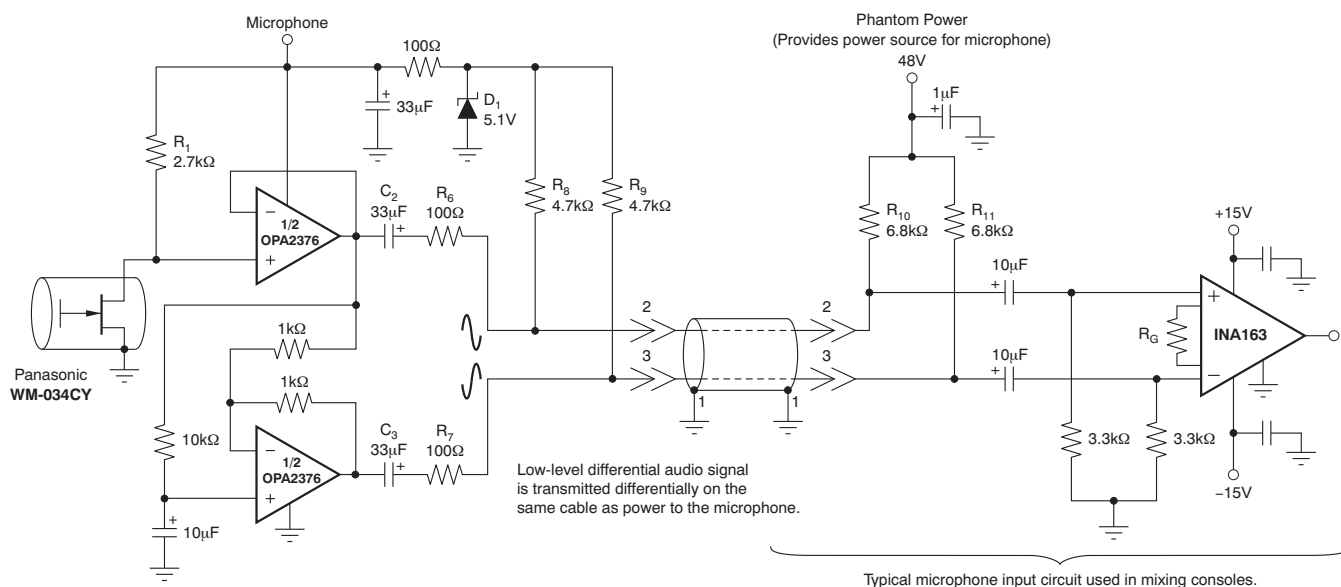 Microphone
100Ω
33μF
+
D1
5.1V
R1
2.7kΩ
−
1/2
OPA2376
+
C2
33μF
+
R6
100Ω
R8
4.7kΩ
R9
4.7kΩ
Panasonic
WM-034CY
1kΩ
1kΩ
10kΩ
−
1/2
OPA2376
+
C3
33μF
+
R7
100Ω
+
10μF
2
3
1
1
2
3
Low-level differential audio signal
is transmitted differentially on the
same cable as power to the microphone.
Phantom Power
(Provides power source for microphone)
48V
1μF
+
R10
6.8kΩ
R11
6.8kΩ
10μF
+
10μF
+
+15V
+
RG
INA163
−
3.3kΩ
3.3kΩ
−15V
Typical microphone input circuit used in mixing consoles.